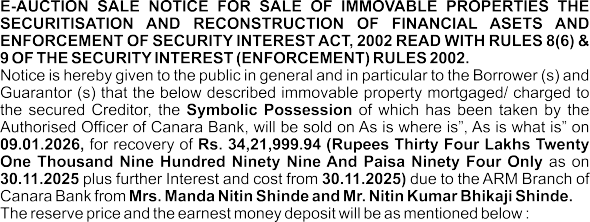 E-AUCTION SALE NOTICE FOR SALE OF IMMOVABLE PROPERTIES THE
SECURITISATION AND RECONSTRUCTION OF FINANCIAL ASETS AND
ENFORCEMENT OF SECURITY INTEREST ACT, 2002 READ WITH RULES 8(6) &
9 OF THE SECURITY INTEREST (ENFORCEMENT) RULES 2002.
Notice is hereby given to the public in general and in particular to the Borrower (s) and
Guarantor (s) that the below described immovable property mortgaged/ charged to
the secured Creditor, the Symbolic Possession of which has been taken by the
Authorised Officer of Canara Bank, will be sold on As is where is”, As is what is” on
09.01.2026, for recovery of Rs. 34,21,999.94 (Rupees Thirty Four Lakhs Twenty
One Thousand Nine Hundred Ninety Nine And Paisa Ninety Four Only as on
30.11.2025 plus further Interest and cost from 30.11.2025) due to the ARM Branch of
Canara Bank from Mrs. Manda Nitin Shinde and Mr. Nitin Kumar Bhikaji Shinde.
The reserve price and the earnest money deposit will be as mentioned below :